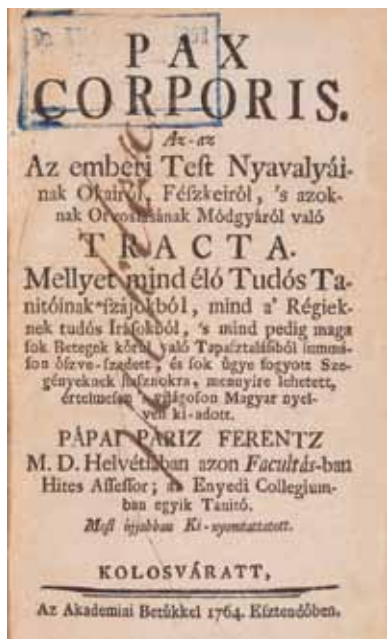 PAX
CORPORIS.
Az-az
Az emberi Teſt Nyavalyái-
nak Okairól, Féſzkeiről, 's azok-
nak Orvoslásának Módgyáról való
TRACTA.
Mellyet mind élő Tudós Ta-
nitóinak ſzájokból, mind a' Régiek-
nek tudós Irásokból, 's mind pedig maga
ſok Betegek körül való Tapaſztalásiból ſummá-
ſon öſzve-ſzedett, és ſok ügye fogyott Sze-
gényeknek haſznokra, mennyire lehetett,
értelmeſen 's világoſon Magyar nyel-
ven ki-adott.
PÁPAI PÁRIZ FERENTZ
M. D. Helvétiában azon Facultás-ban
Hites Aſſeſſor; az Enyedi Collegium-
ban egyik Tanitó.
Moſt ujjabban Ki-nyomtattatott.
KOLOSVÁRATT,
Az Akademiai Betűkkel 1764. Eſztendőben.